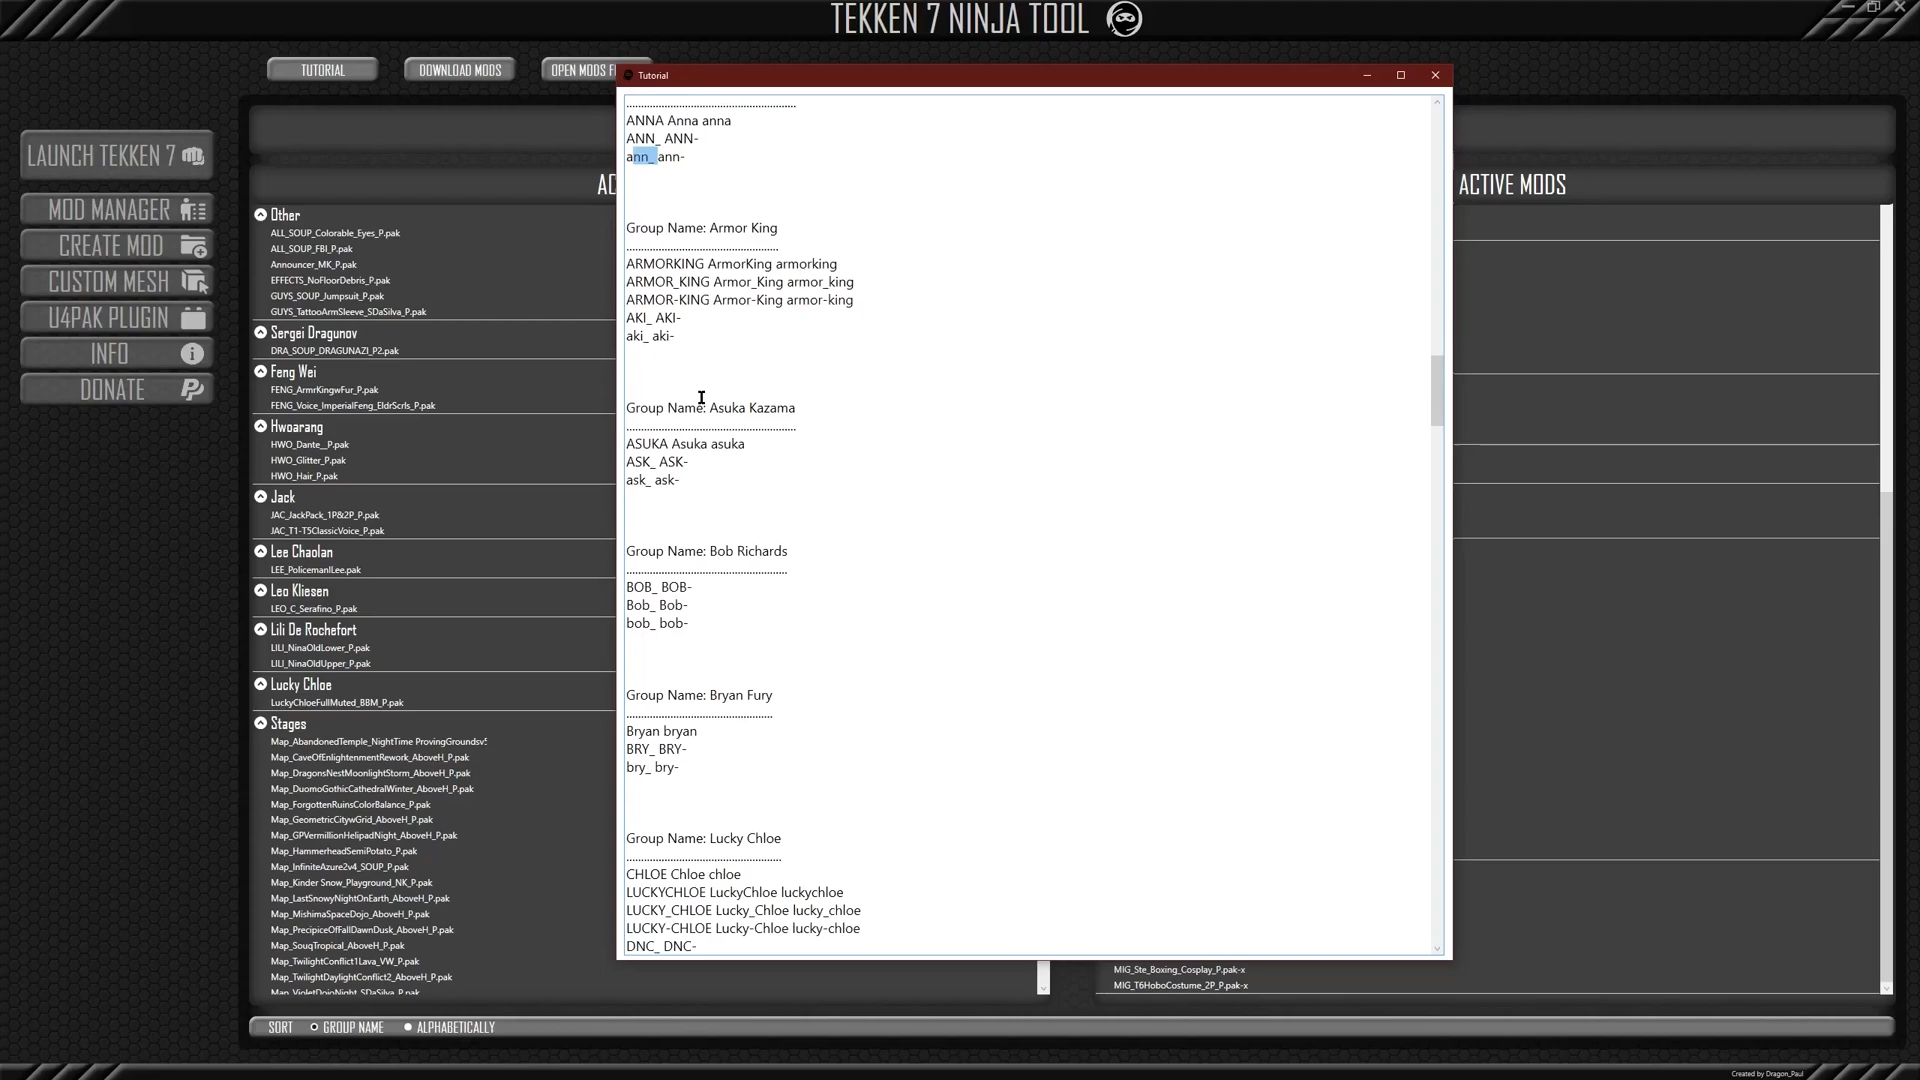 TEKKEN 7 NINJA TOOL
TUTORIAL
DOWNLOAD MODS
OPEN MODS F
LAUNCH TEKKEN 7
MOD MANAGER
CREATE MOD
CUSTOM MESH
U4PAK PLUGIN
INFO
DONATE
AC
Other
ALL_SOUP_Colorable_Eyes_P.pak
ALL_SOUP_FBI_P.pak
Announcer_MK_P.pak
EFFECTS_NoFloorDebris_P.pak
GUYS_SOUP_Jumpsuit_P.pak
GUYS_TattooArmSleeve_SDaSilva_P.pak
Sergei Dragunov
DRA_SOUP_DRAGUNAZI_P2.pak
Feng Wei
FENG_ArmrKingwFur_P.pak
FENG_Voice_ImperialFeng_EldrScrls_P.pak
Hwoarang
HWO_Dante__P.pak
HWO_Glitter_P.pak
HWO_Hair_P.pak
Jack
JAC_JackPack_1P&2P_P.pak
JAC_T1-T5ClassicVoice_P.pak
Lee Chaolan
LEE_PolicemanlLee.pak
Leo Kliesen
LEO_C_Serafino_P.pak
Lili De Rochefort
LILI_NinaOldLower_P.pak
LILI_NinaOldUpper_P.pak
Lucky Chloe
LuckyChloeFullMuted_BBM_P.pak
Stages
Map_AbandonedTemple_NightTime ProvingGroundsv5
Map_CaveOfEnlightenmentRework_AboveH_P.pak
Map_DragonsNestMoonlightStorm_AboveH_P.pak
Map_DuomoGothicCathedralWinter_AboveH_P.pak
Map_ForgottenRuinsColorBalance_P.pak
Map_GeometricCitywGrid_AboveH_P.pak
Map_GPVermillionHelipadNight_AboveH_P.pak
Map_HammerheadSemiPotato_P.pak
Map_InfiniteAzure2v4_SOUP_P.pak
Map_Kinder Snow_Playground_NK_P.pak
Map_LastSnowyNightOnEarth_AboveH_P.pak
Map_MishimaSpaceDojo_AboveH_P.pak
Map_PrecipiceOfFallDawnDusk_AboveH_P.pak
Map_SouqTropical_AboveH_P.pak
Map_TwilightConflict1Lava_VW_P.pak
Map_TwilightDaylightConflict2_AboveH_P.pak
Map_VioletDojoNight_SDaSilva_P.pak
Tutorial
ANNA Anna anna
ANN_ ANN-
ann_ ann-
Group Name: Armor King
ARMORKING ArmorKing armorking
ARMOR_KING Armor_King armor_king
ARMOR-KING Armor-King armor-king
AKI_ AKI-
aki_ aki-
Group Name: Asuka Kazama
ASUKA Asuka asuka
ASK_ ASK-
ask_ ask-
Group Name: Bob Richards
BOB_ BOB-
Bob_ Bob-
bob_ bob-
Group Name: Bryan Fury
Bryan bryan
BRY_ BRY-
bry_ bry-
Group Name: Lucky Chloe
CHLOE Chloe chloe
LUCKYCHLOE LuckyChloe luckychloe
LUCKY_CHLOE Lucky_Chloe lucky_chloe
LUCKY-CHLOE Lucky-Chloe lucky-chloe
DNC_ DNC-
ACTIVE MODS
MIG_Ste_Boxing_Cosplay_P.pak-x
MIG_T6HoboCostume_2P_P.pak-x
SORT
GROUP NAME
ALPHABETICALLY
Created by Dragon_Paul